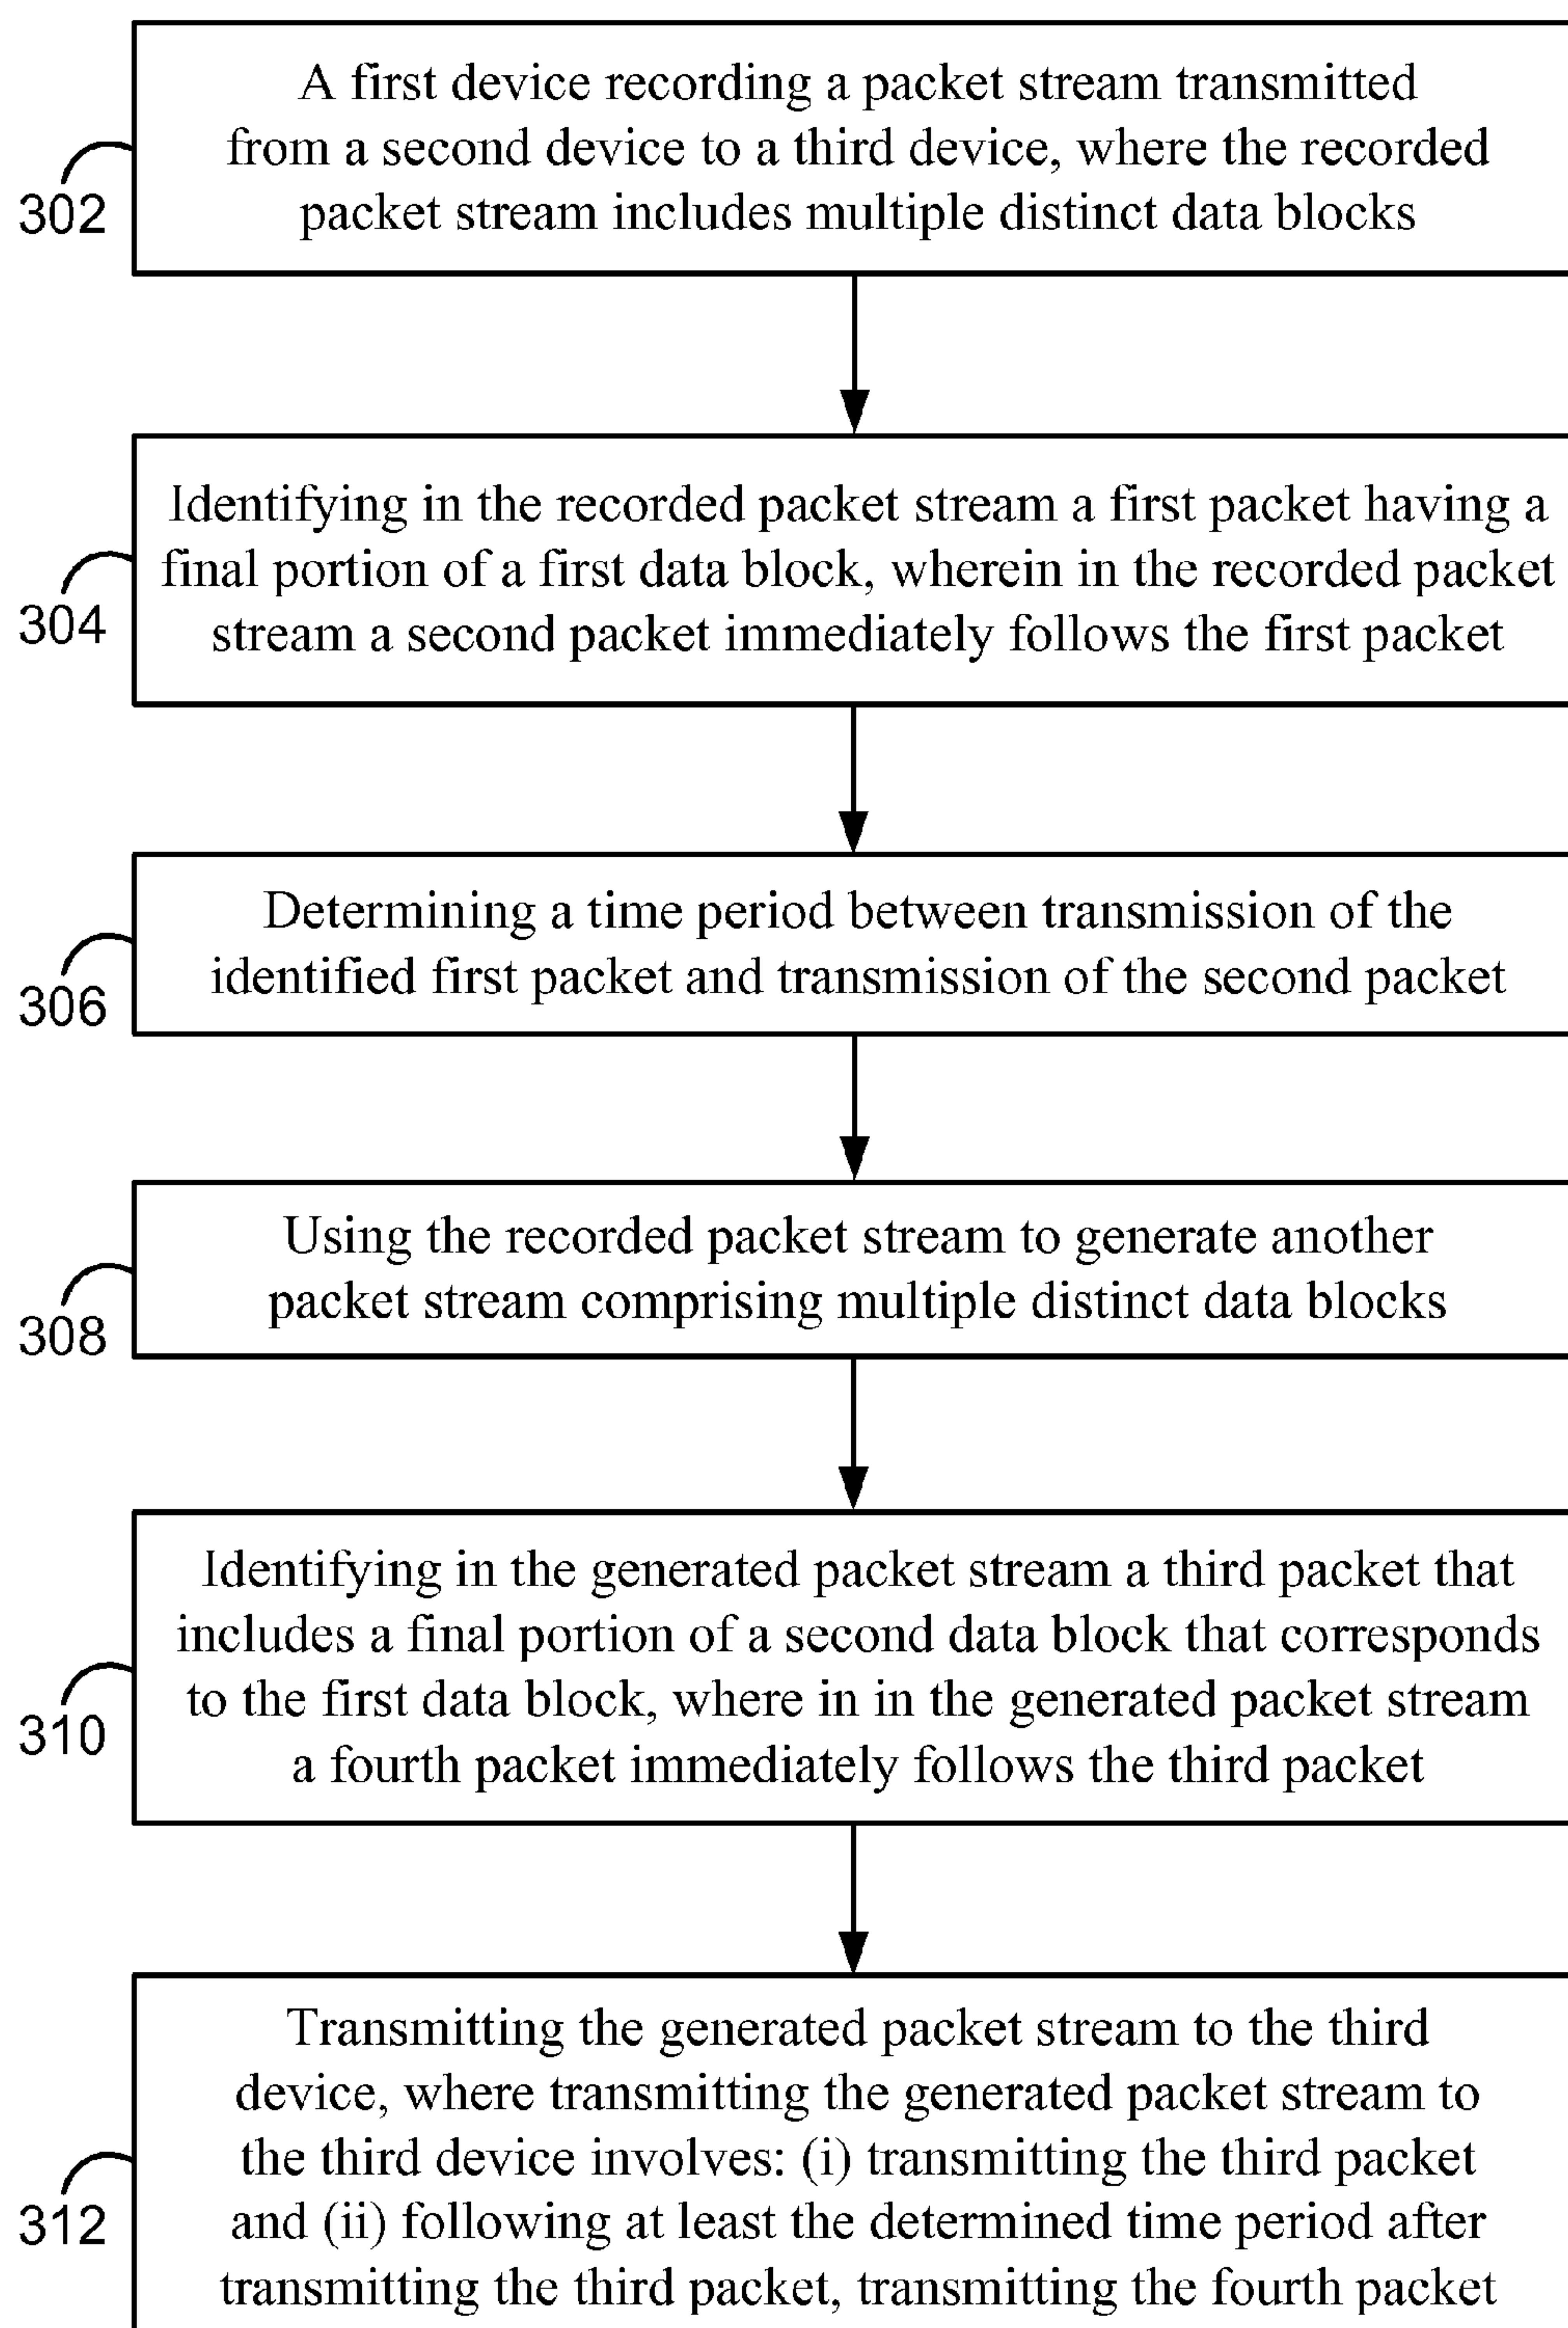 A first device recording a packet stream transmitted
from a second device to a third device, where the recorded
packet stream includes multiple distinct data blocks
302
Identifying in the recorded packet stream a first packet having a
final portion of a first data block, wherein in the recorded packet
stream a second packet immediately follows the first packet
304
Determining a time period between transmission of the
identified first packet and transmission of the second packet
306
Using the recorded packet stream to generate another
packet stream comprising multiple distinct data blocks
308
Identifying in the generated packet stream a third packet that
includes a final portion of a second data block that corresponds
to the first data block, where in in the generated packet stream
a fourth packet immediately follows the third packet
310
Transmitting the generated packet stream to the third
device, where transmitting the generated packet stream to
the third device involves: (i) transmitting the third packet
and (ii) following at least the determined time period after
transmitting the third packet, transmitting the fourth packet
312